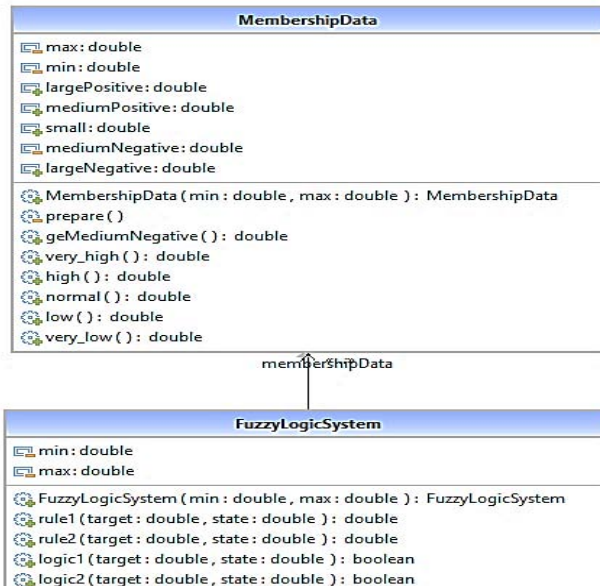 MembershipData
max : double
min : double
largePositive : double
mediumPositive : double
small : double
mediumNegative : double
largeNegative : double
MembershipData ( min : double , max : double ) : MembershipData
prepare ( )
geMediumNegative ( ) : double
very_high ( ) : double
high ( ) : double
normal ( ) : double
low ( ) : double
very_low ( ) : double
membershipData
FuzzyLogicSystem
min : double
max : double
FuzzyLogicSystem ( min : double , max : double ) : FuzzyLogicSystem
rule1 ( target : double , state : double ) : double
rule2 ( target : double , state : double ) : double
logic1 ( target : double , state : double ) : boolean
logic2 ( target : double , state : double ) : boolean